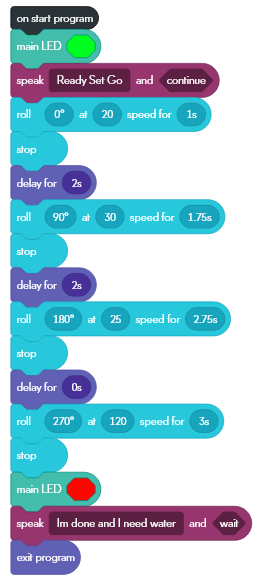 on start program
main LED
speak Ready Set Go and continue
roll 0° at 20 speed for 1s
stop
delay for 2s
roll 90° at 30 speed for 1.75s
stop
delay for 2s
roll 180° at 25 speed for 2.75s
stop
delay for 0s
roll 270° at 120 speed for 3s
stop
main LED
speak Im done and I need water and wait
exit program